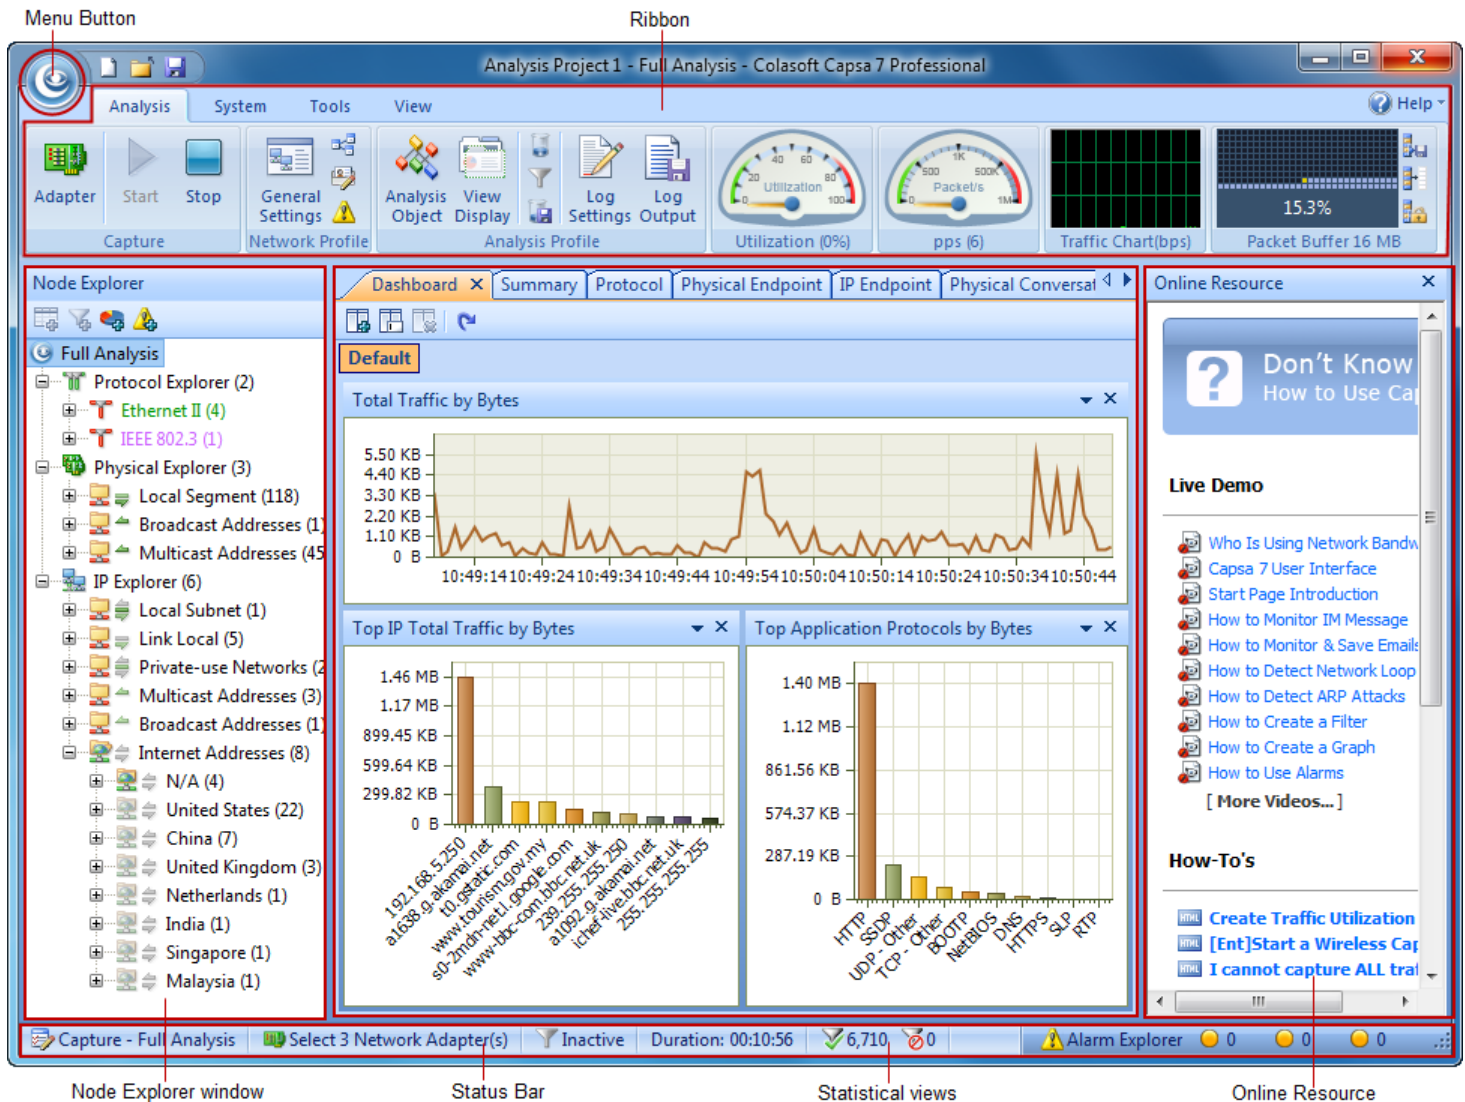 Menu Button
Ribbon
Analysis Project 1 - Full Analysis - Colasoft Capsa 7 Professional
Analysis System Tools View
Help
Adapter Start Stop
General Settings
Analysis Object
View Display
Log Settings
Log Output
20 40 60 80
Utilization
0 100
500 1K 500K
Packet/s
0 1M
15.3%
Capture
Network Profile
Analysis Profile
Utilization (0%)
pps (6)
Traffic Chart(bps)
Packet Buffer 16 MB
Node Explorer
Full Analysis
Protocol Explorer (2)
Ethernet II (4)
IEEE 802.3 (1)
Physical Explorer (3)
Local Segment (118)
Broadcast Addresses (1)
Multicast Addresses (45
IP Explorer (6)
Local Subnet (1)
Link Local (5)
Private-use Networks (2
Multicast Addresses (3)
Broadcast Addresses (1)
Internet Addresses (8)
N/A (4)
United States (22)
China (7)
United Kingdom (3)
Netherlands (1)
India (1)
Singapore (1)
Malaysia (1)
Dashboard Summary Protocol Physical Endpoint IP Endpoint Physical Conversat
Default
Total Traffic by Bytes
5.50 KB
4.40 KB
3.30 KB
2.20 KB
1.10 KB
0 B
10:49:14 10:49:24 10:49:34 10:49:44 10:49:54 10:50:04 10:50:14 10:50:24 10:50:34 10:50:44
Top IP Total Traffic by Bytes
1.46 MB
1.17 MB
899.45 KB
599.64 KB
299.82 KB
0 B
192.168.5.250
a1638.g.akamai.net
t0.gstatic.com
www.tourism.gov.my
s0-2mdn-net.l.google.com
www-bbc-com.bbc.net.uk
239.255.255.250
a1092.g.akamai.net
ichef-live.bbc.net.uk
255.255.255.255
Top Application Protocols by Bytes
1.40 MB
1.12 MB
861.56 KB
574.37 KB
287.19 KB
0 B
HTTP
SSDP
UDP - Other
TCP - Other
BOOTP
NetBIOS
DNS
HTTPS
SLP
RTP
Online Resource
?
Don't Know
How to Use Cap
Live Demo
Who Is Using Network Bandw
Capsa 7 User Interface
Start Page Introduction
How to Monitor IM Message
How to Monitor & Save Emails
How to Detect Network Loop
How to Detect ARP Attacks
How to Create a Filter
How to Create a Graph
How to Use Alarms
[ More Videos... ]
How-To's
HTML Create Traffic Utilization
HTML [Ent]Start a Wireless Cap
HTML I cannot capture ALL traf
Capture - Full Analysis
Select 3 Network Adapter(s)
Inactive
Duration: 00:10:56
6,710
0
Alarm Explorer
0 0 0
Node Explorer window
Status Bar
Statistical views
Online Resource